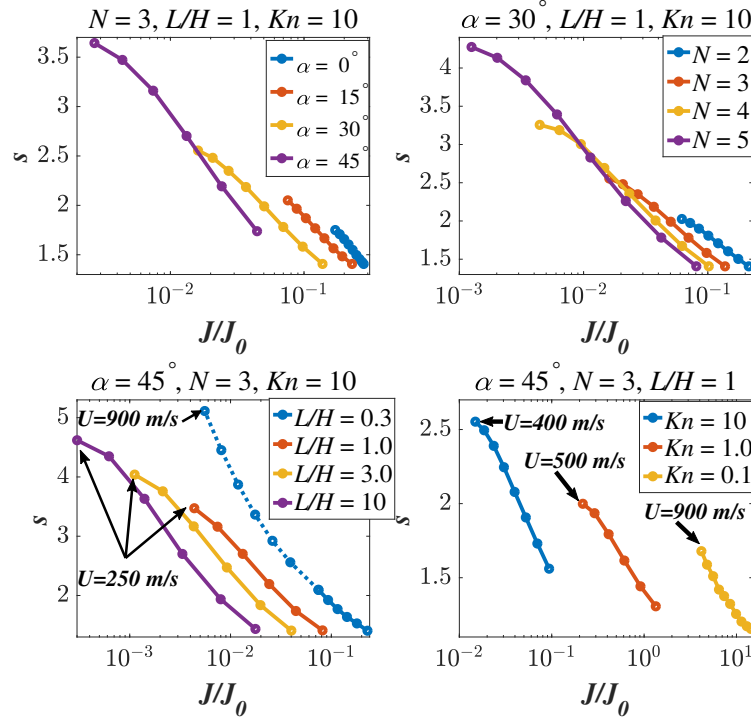 N = 3, L/H = 1, Kn = 10
s
3.5
3
2.5
2
1.5
10⁻²
10⁻¹
J/J₀
α = 0°
α = 15°
α = 30°
α = 45°
α = 30°, L/H = 1, Kn = 10
s
4
3.5
3
2.5
2
1.5
10⁻³
10⁻²
10⁻¹
J/J₀
N = 2
N = 3
N = 4
N = 5
α = 45°, N = 3, Kn = 10
s
5
4
3
2
10⁻³
10⁻²
10⁻¹
J/J₀
U=900 m/s
U=250 m/s
L/H = 0.3
L/H = 1.0
L/H = 3.0
L/H = 10
α = 45°, N = 3, L/H = 1
s
2.5
2
1.5
10⁻²
10⁻¹
10⁰
10¹
J/J₀
U=400 m/s
U=500 m/s
U=900 m/s
Kn = 10
Kn = 1.0
Kn = 0.1